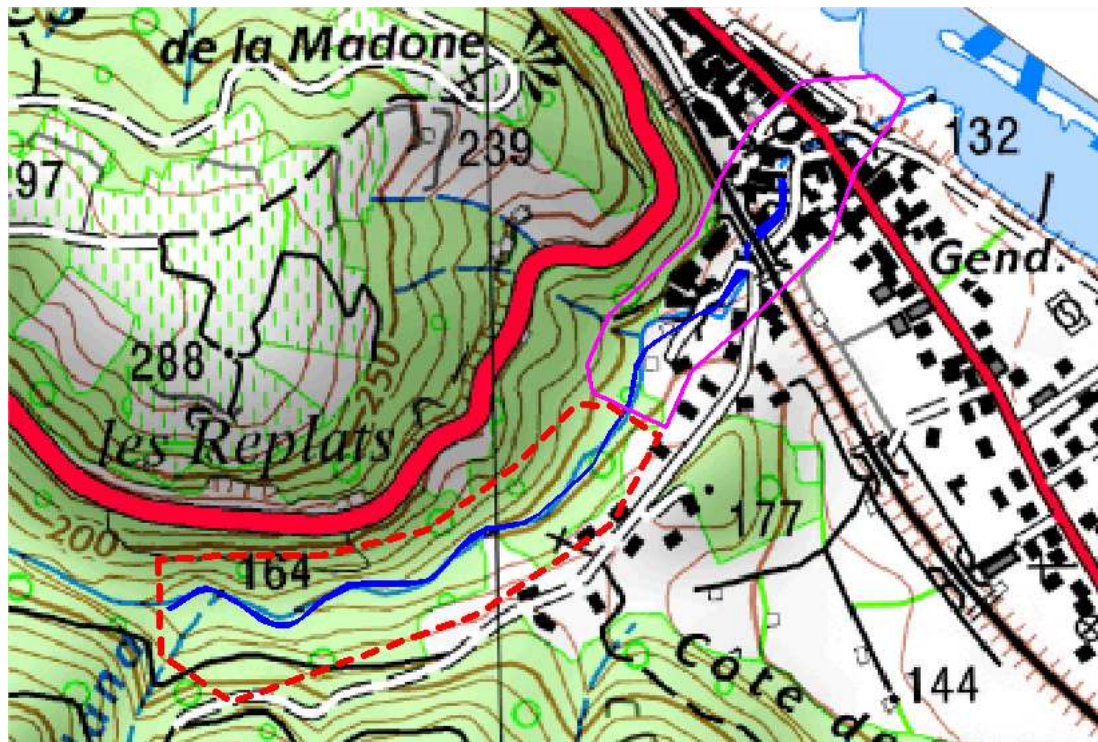 de la Madone
239
132
97
Gend.
288
250
les Replats
200
164
177
Côte de
144